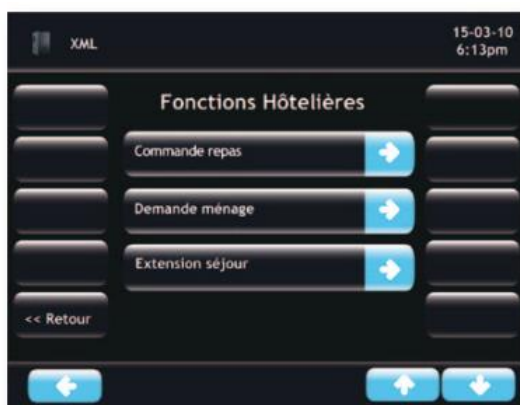 XML
15-03-10
6:13pm
Fonctions Hôtelières
Commande repas
Demande ménage
Extension séjour
<< Retour